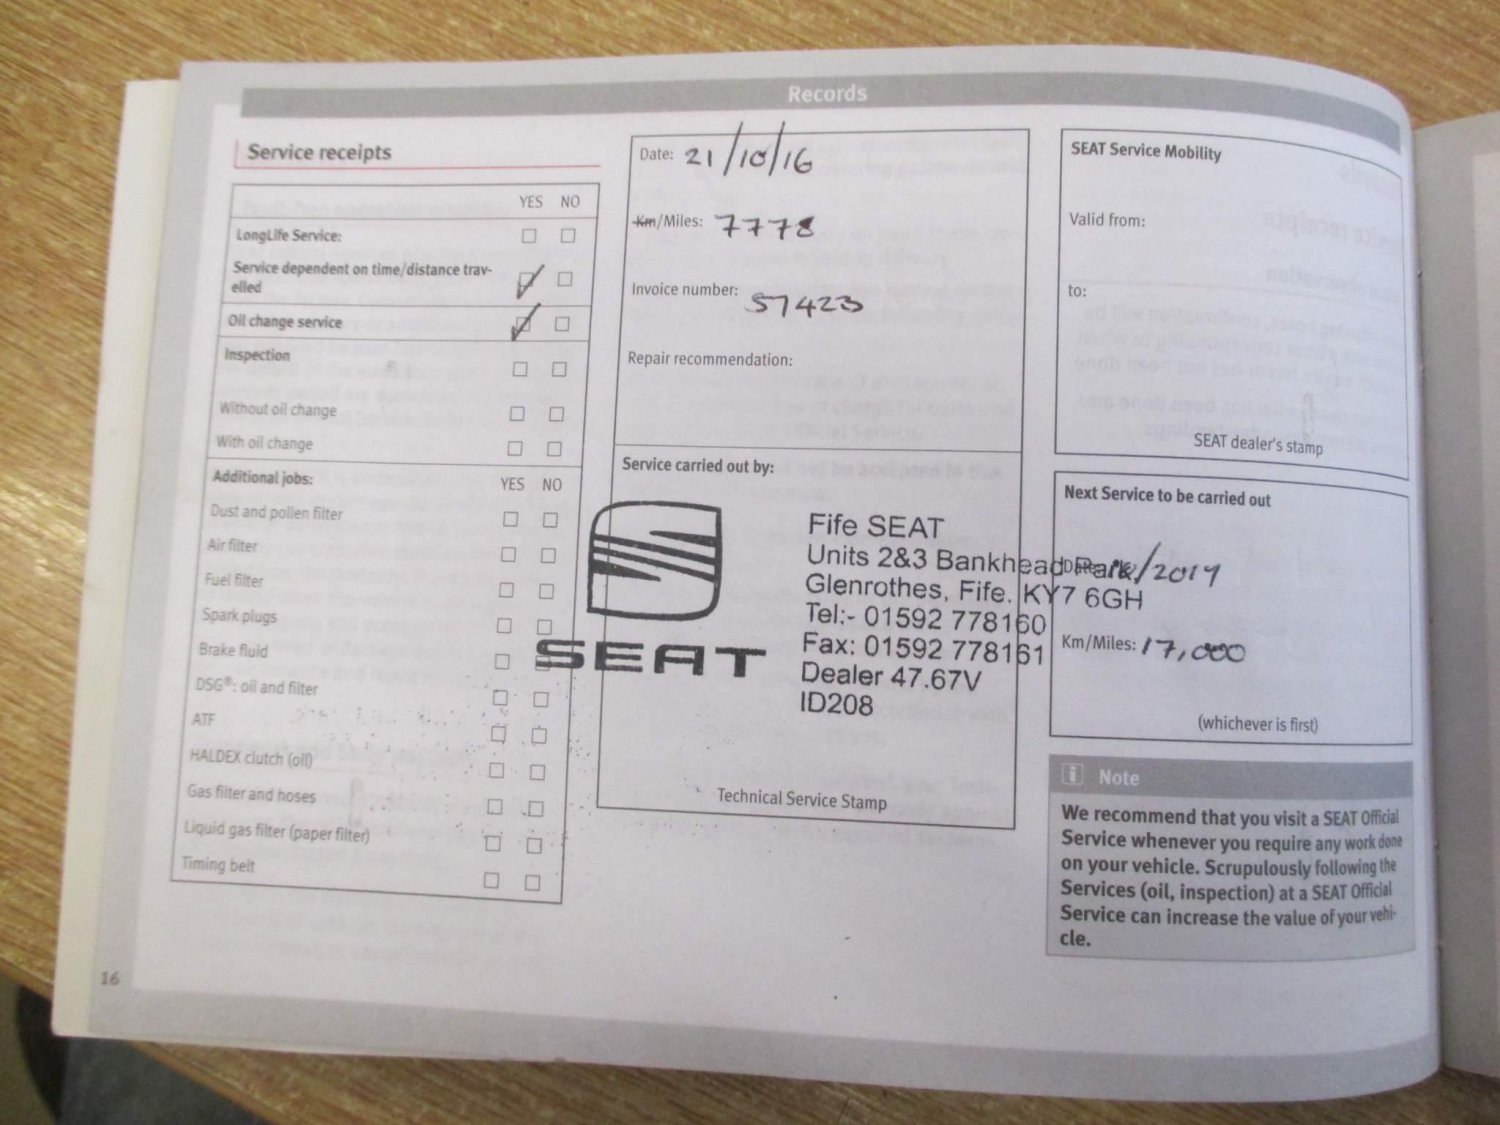 Records
Service receipts
YES NO
LongLife Service:
Service dependent on time/distance trav-
elled
Oil change service
Inspection
Without oil change
With oil change
Additional jobs:
YES NO
Dust and pollen filter
Air filter
Fuel filter
Spark plugs
Brake fluid
DSG®: oil and filter
ATF
HALDEX clutch (oil)
Gas filter and hoses
Liquid gas filter (paper filter)
Timing belt
16
Date: 21/10/16
Km/Miles: 7778
Invoice number: 57423
Repair recommendation:
Service carried out by:
SEAT
Fife SEAT
Units 2&3 Bankhead Park,
Glenrothes, Fife. KY7 6GH
Tel:- 01592 778160
Fax: 01592 778161
Dealer 47.67V
ID208
Technical Service Stamp
SEAT Service Mobility
Valid from:
to:
SEAT dealer's stamp
Next Service to be carried out
/2017
Km/Miles: 17,000
(whichever is first)
i Note
We recommend that you visit a SEAT Official
Service whenever you require any work done
on your vehicle. Scrupulously following the
Services (oil, inspection) at a SEAT Official
Service can increase the value of your vehi-
cle.